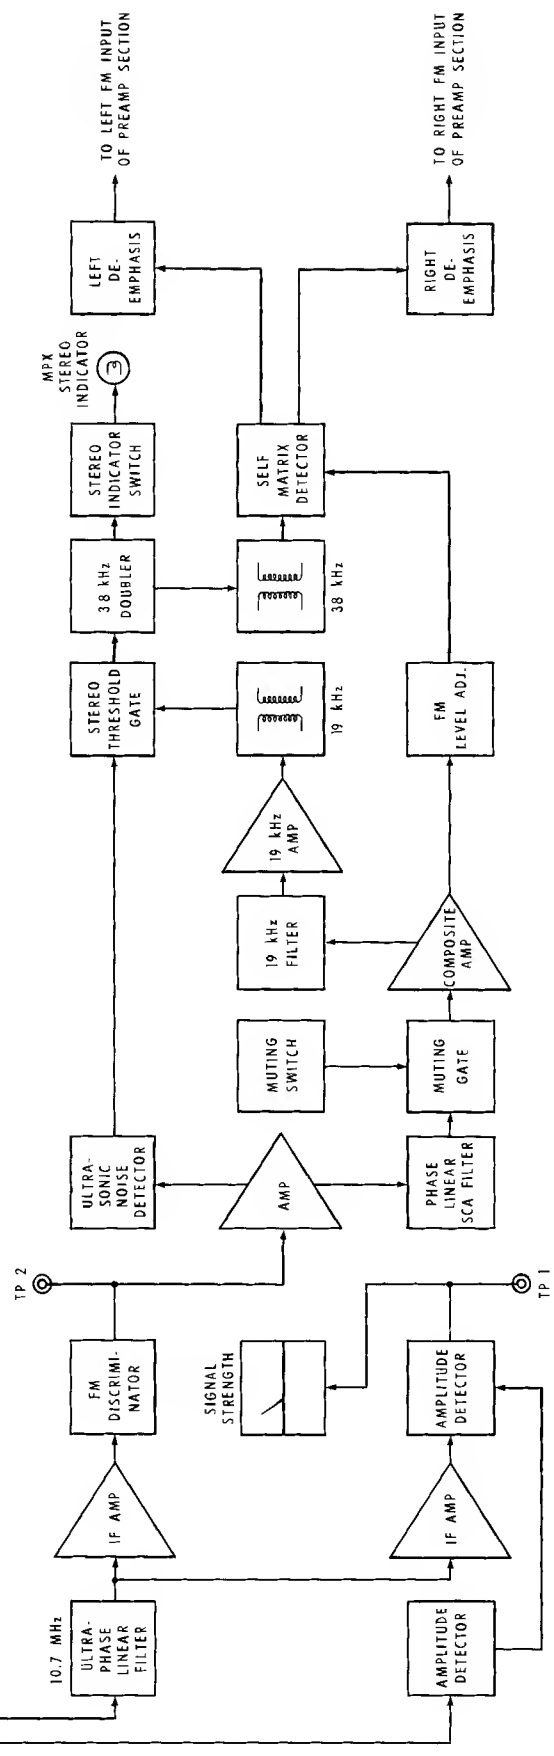 10.7 MHz
ULTRA-
PHASE
LINEAR
FILTER
IF AMP
FM
DISCRIMI-
NATOR
TP 2
ULTRA-
SONIC
NOISE
DETECTOR
STEREO
THRESHOLD
GATE
38 kHz
DOUBLER
STEREO
INDICATOR
SWITCH
MPX
STEREO
INDICATOR
3
LEFT
DE-
EMPHASIS
TO LEFT FM INPUT
OF PREAMP SECTION
SIGNAL
STRENGTH
AMP
MUTING
SWITCH
19 kHz
FILTER
19 kHz
AMP
19 kHz
38 kHz
SELF
MATRIX
DETECTOR
AMPLITUDE
DETECTOR
IF AMP
AMPLITUDE
DETECTOR
TP 1
PHASE
LINEAR
SCA FILTER
MUTING
GATE
COMPOSITE
AMP
FM
LEVEL ADJ.
RIGHT
DE-
EMPHASIS
TO RIGHT FM INPUT
OF PREAMP SECTION